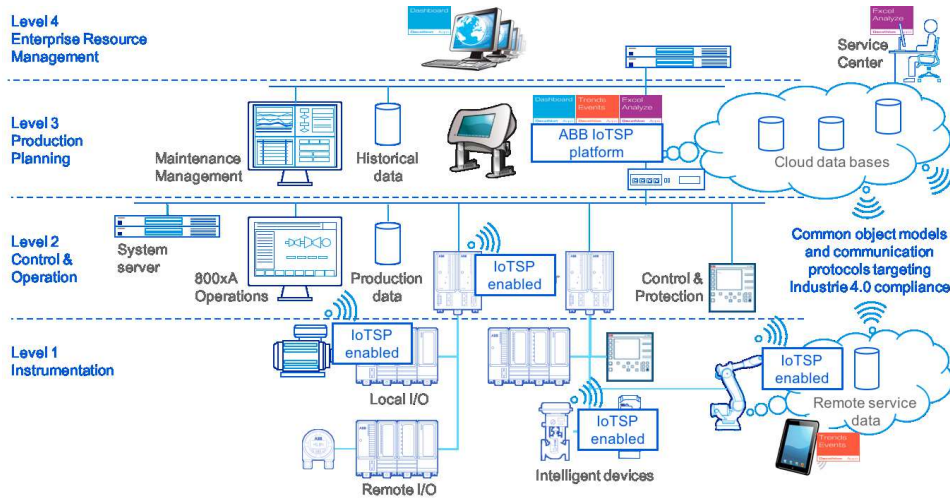 Level 4
Enterprise Resource
Management
Dashboard
Excel
Analyze
Service
Center
Level 3
Production
Planning
Maintenance
Management
Historical
data
Dashboard
Trends
Events
Excel
Analyze
ABB IoTSP
platform
Cloud data bases
Level 2
Control &
Operation
System
server
800xA
Operations
Production
data
IoTSP
enabled
Control &
Protection
Common object models
and communication
protocols targeting
Industrie 4.0 compliance
Level 1
Instrumentation
IoTSP
enabled
Local I/O
Remote I/O
IoTSP
enabled
Intelligent devices
IoTSP
enabled
Remote service
data
Trends
Events